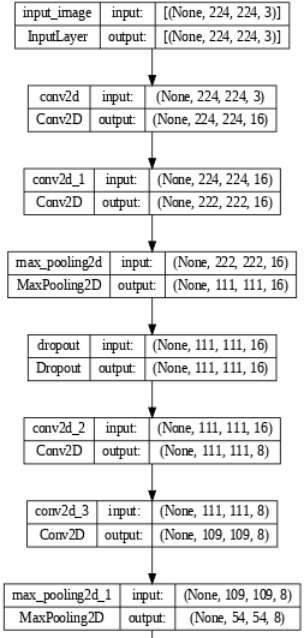 input_image input: [(None, 224, 224, 3)]
InputLayer output: [(None, 224, 224, 3)]
conv2d input: (None, 224, 224, 3)
Conv2D output: (None, 224, 224, 16)
conv2d_1 input: (None, 224, 224, 16)
Conv2D output: (None, 222, 222, 16)
max_pooling2d input: (None, 222, 222, 16)
MaxPooling2D output: (None, 111, 111, 16)
dropout input: (None, 111, 111, 16)
Dropout output: (None, 111, 111, 16)
conv2d_2 input: (None, 111, 111, 16)
Conv2D output: (None, 111, 111, 8)
conv2d_3 input: (None, 111, 111, 8)
Conv2D output: (None, 109, 109, 8)
max_pooling2d_1 input: (None, 109, 109, 8)
MaxPooling2D output: (None, 54, 54, 8)